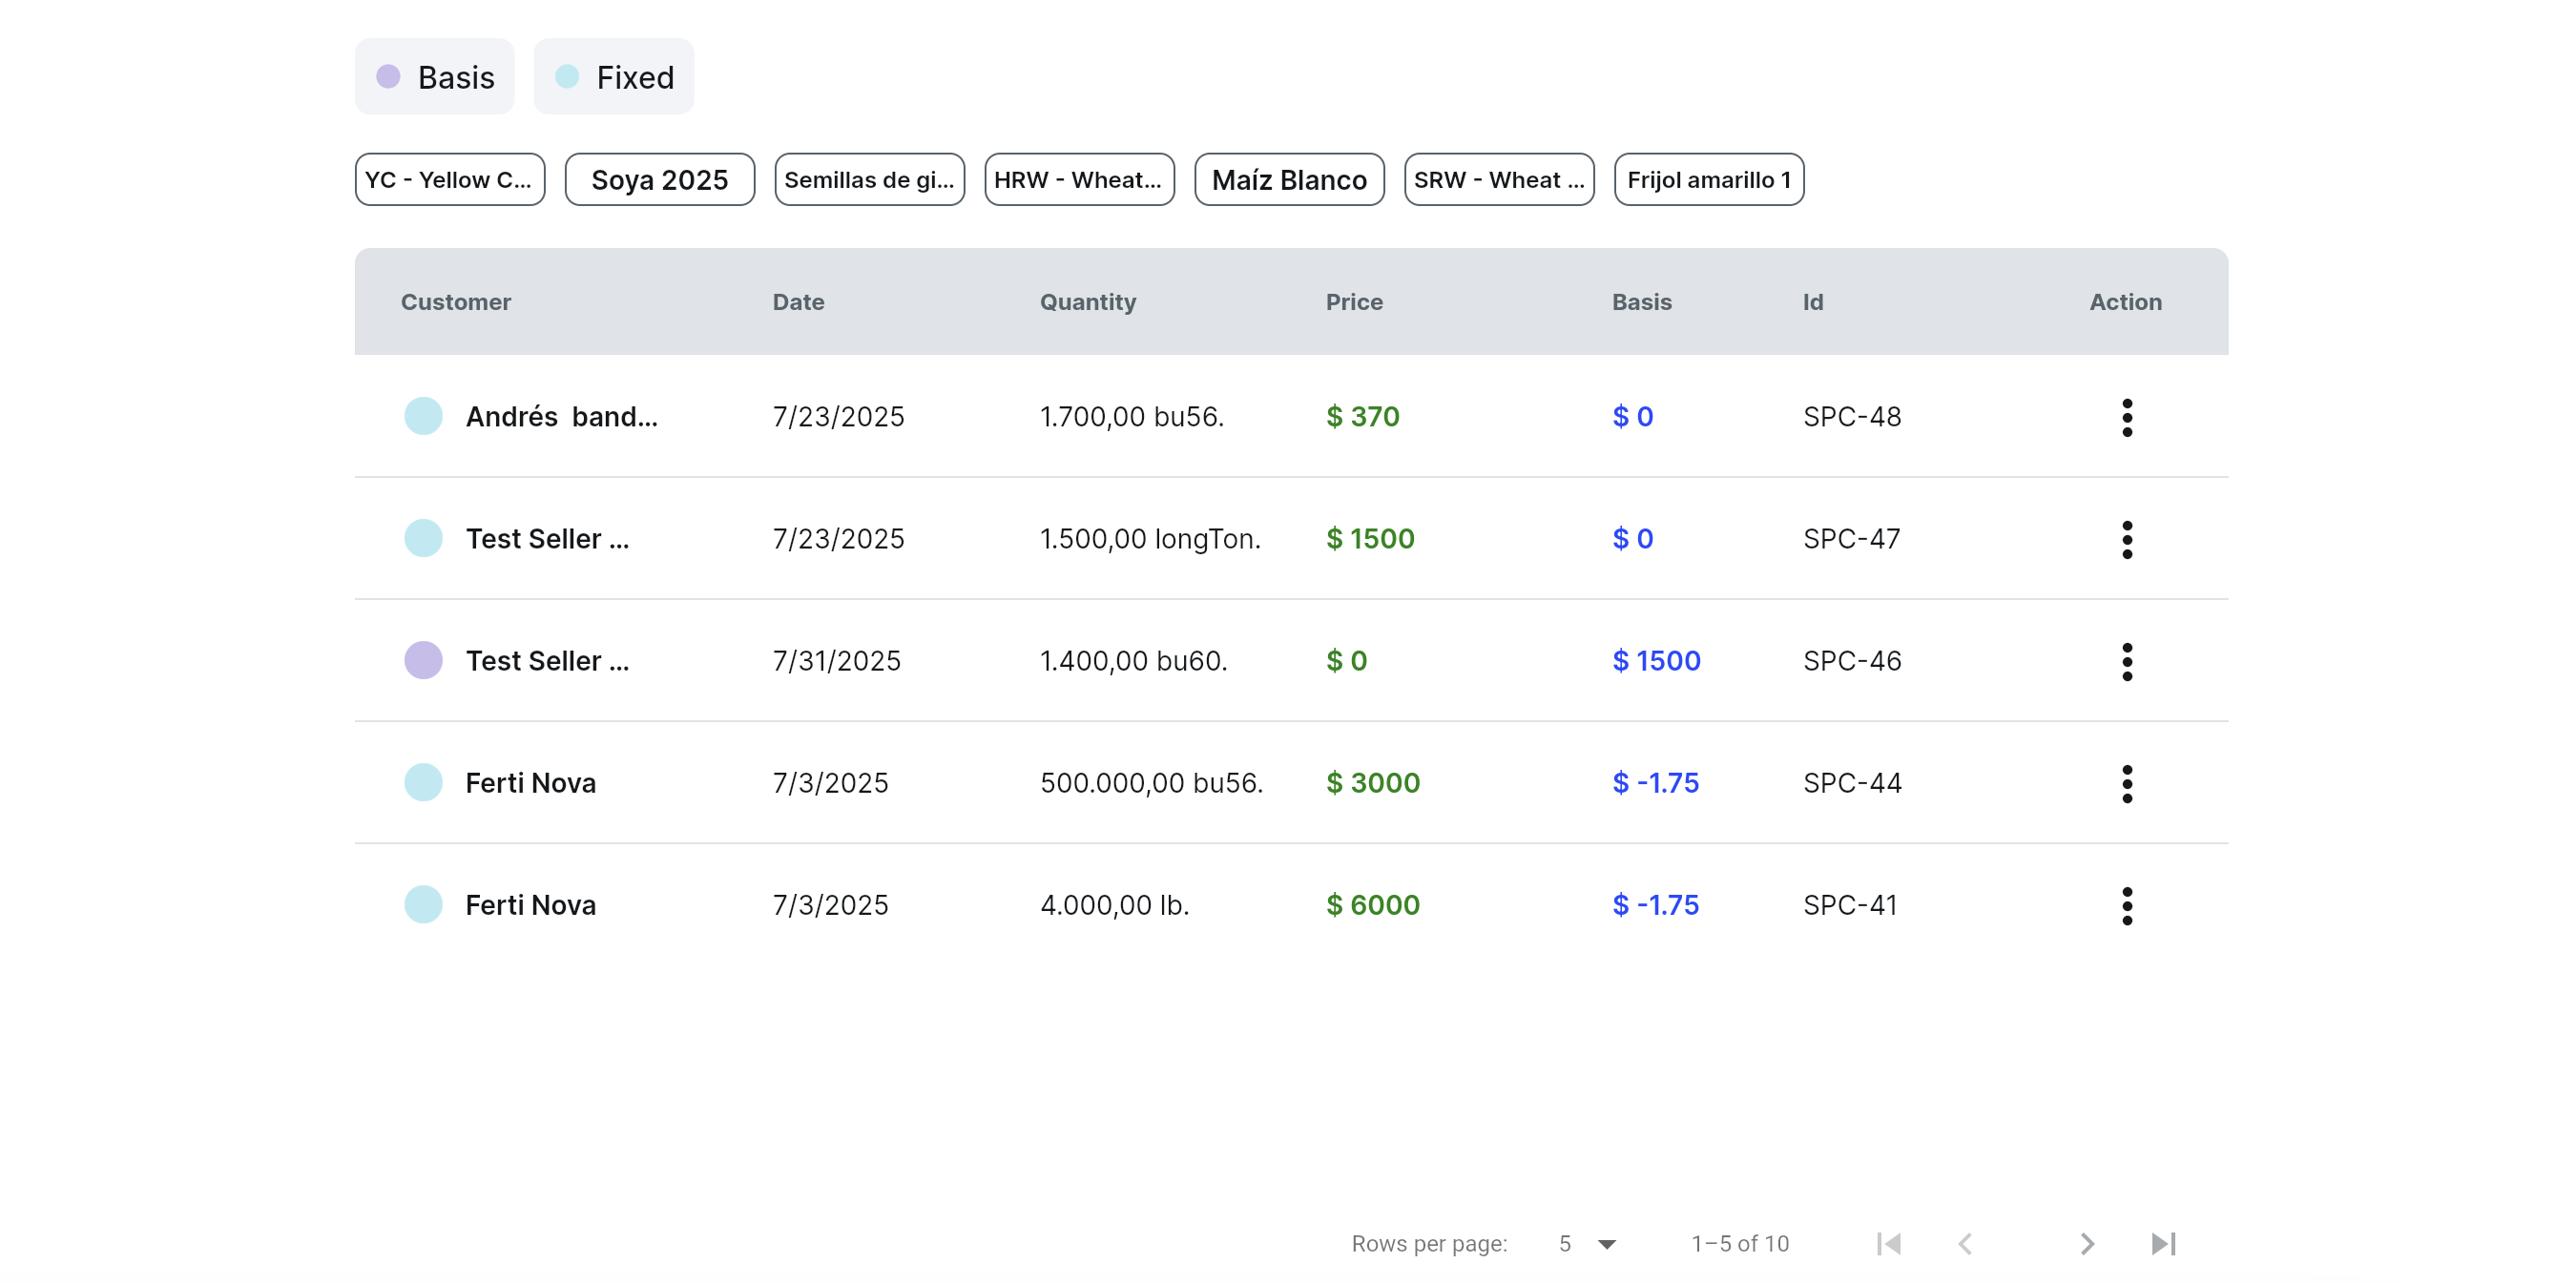 Basis Fixed
YC - Yellow C... Soya 2025 Semillas de gi... HRW - Wheat... Maíz Blanco SRW - Wheat ... Frijol amarillo 1
Customer Date Quantity Price Basis Id Action
Andrés band... 7/23/2025 1.700,00 bu56. $ 370 $ 0 SPC-48
Test Seller ... 7/23/2025 1.500,00 longTon. $ 1500 $ 0 SPC-47
Test Seller ... 7/31/2025 1.400,00 bu60. $ 0 $ 1500 SPC-46
Ferti Nova 7/3/2025 500.000,00 bu56. $ 3000 $ -1.75 SPC-44
Ferti Nova 7/3/2025 4.000,00 lb. $ 6000 $ -1.75 SPC-41
Rows per page: 5 1–5 of 10